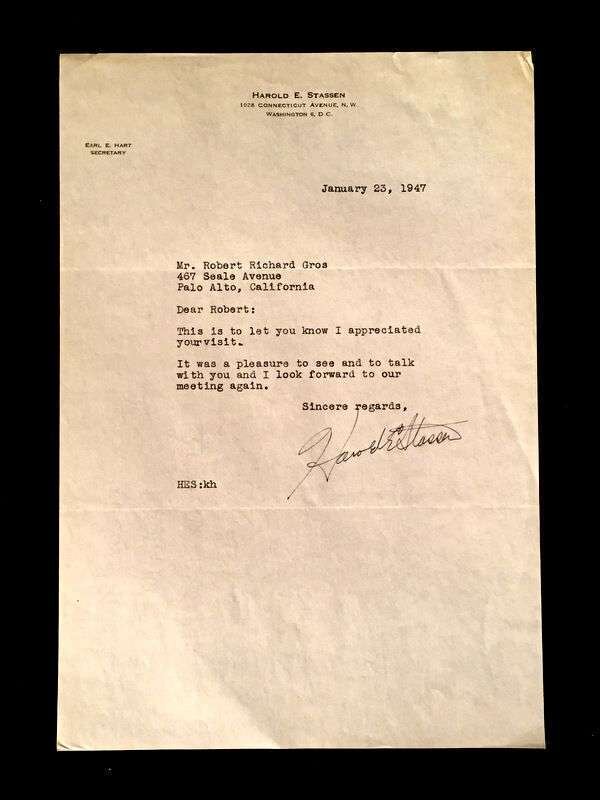 HAROLD E. STASSEN
1028 CONNECTICUT AVENUE, N. W.
WASHINGTON 6, D C.
EARL E. HART
SECRETARY
January 23, 1947
Mr. Robert Richard Gros
467 Seale Avenue
Palo Alto, California
Dear Robert:
This is to let you know I appreciated
yourvisit.
It was a pleasure to see and to talk
with you and I look forward to our
meeting again.
Sincere regards,
Harold E Stassen
HES:kh